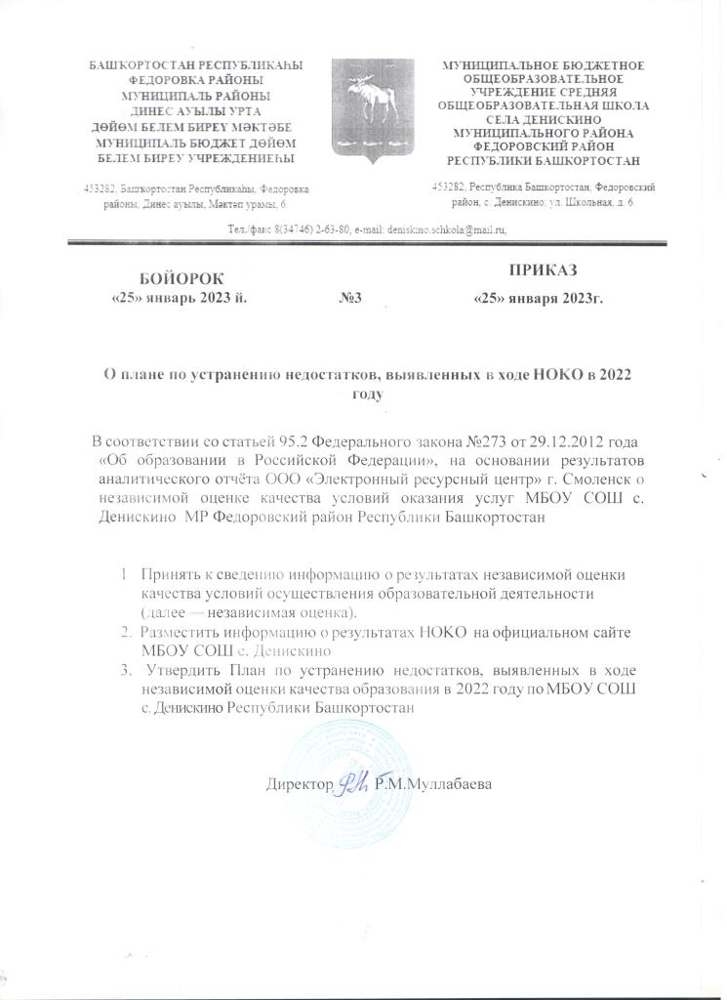 БАШҠОРТОСТАН РЕСПУБЛИКАҺЫ
ФЕДОРОВКА РАЙОНЫ
МУНИЦИПАЛЬ РАЙОНЫ
ДИНЕС АУЫЛЫ УРТА
ДӨЙӨМ БЕЛЕМ БИРЕҮ МӘКТӘБЕ
МУНИЦИПАЛЬ БЮДЖЕТ ДӨЙӨМ
БЕЛЕМ БИРЕУ УЧРЕЖДЕНИЕҺЫ
453282, Башҡортостан Республикаһы, Федоровка
районы, Динес ауылы, Мәктәп урамы, 6.
МУНИЦИПАЛЬНОЕ БЮДЖЕТНОЕ
ОБЩЕОБРАЗОВАТЕЛЬНОЕ
УЧРЕЖДЕНИЕ СРЕДНЯЯ
ОБЩЕОБРАЗОВАТЕЛЬНАЯ ШКОЛА
СЕЛА ДЕНИСКИНО
МУНИЦИПАЛЬНОГО РАЙОНА
ФЕДОРОВСКИЙ РАЙОН
РЕСПУБЛИКИ БАШКОРТОСТАН
453282, Республика Башкортостан, Федоровский
район, с. Денискино, ул. Школьная, д. 6.
Тел./факс 8(34746) 2-63-80, e-mail: deniskino.schkola@mail.ru,
БОЙОРОК
«25» январь 2023 й.
№3
ПРИКАЗ
«25» января 2023г.
О плане по устранению недостатков, выявленных в ходе НОКО в 2022
году
В соответствии со статьей 95.2 Федерального закона №273 от 29.12.2012 года
«Об образовании в Российской Федерации», на основании результатов
аналитического отчёта ООО «Электронный ресурсный центр» г. Смоленск о
независимой оценке качества условий оказания услуг МБОУ СОШ с.
Денискино МР Федоровский район Республики Башкортостан
1 Принять к сведению информацию о результатах независимой оценки
качества условий осуществления образовательной деятельности
(далее — независимая оценка).
2. Разместить информацию о результатах НОКО на официальном сайте
МБОУ СОШ с. Денискино
3. Утвердить План по устранению недостатков, выявленных в ходе
независимой оценки качества образования в 2022 году по МБОУ СОШ
с. Денискино Республики Башкортостан
Директор Р.М.Муллабаева